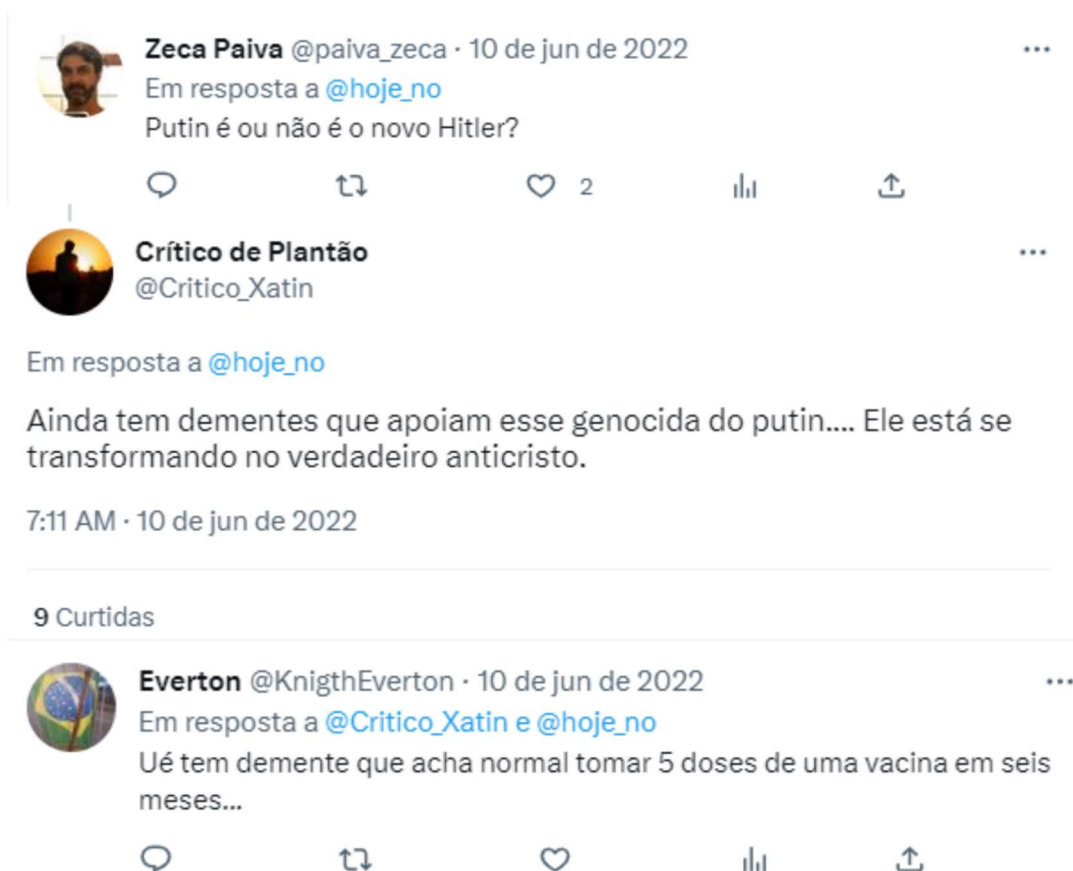 Zeca Paiva @paiva_zeca · 10 de jun de 2022
Em resposta a @hoje_no
Putin é ou não é o novo Hitler?
2
Crítico de Plantão
@Critico_Xatin
Em resposta a @hoje_no
Ainda tem dementes que apoiam esse genocida do putin.... Ele está se
transformando no verdadeiro anticristo.
7:11 AM · 10 de jun de 2022
9 Curtidas
Everton @KnigthEverton · 10 de jun de 2022
Em resposta a @Critico_Xatin e @hoje_no
Ué tem demente que acha normal tomar 5 doses de uma vacina em seis
meses...